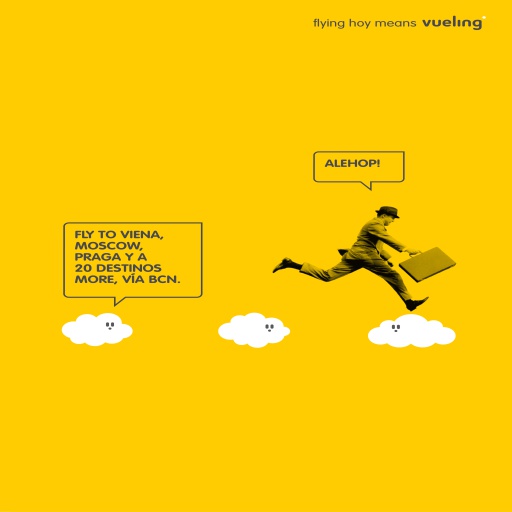 flying hoy means vueling
ALEHOP!
FLY TO VIENA,
MOSCOW,
PRAGA Y A
20 DESTINOS
MORE, VÍA BCN.